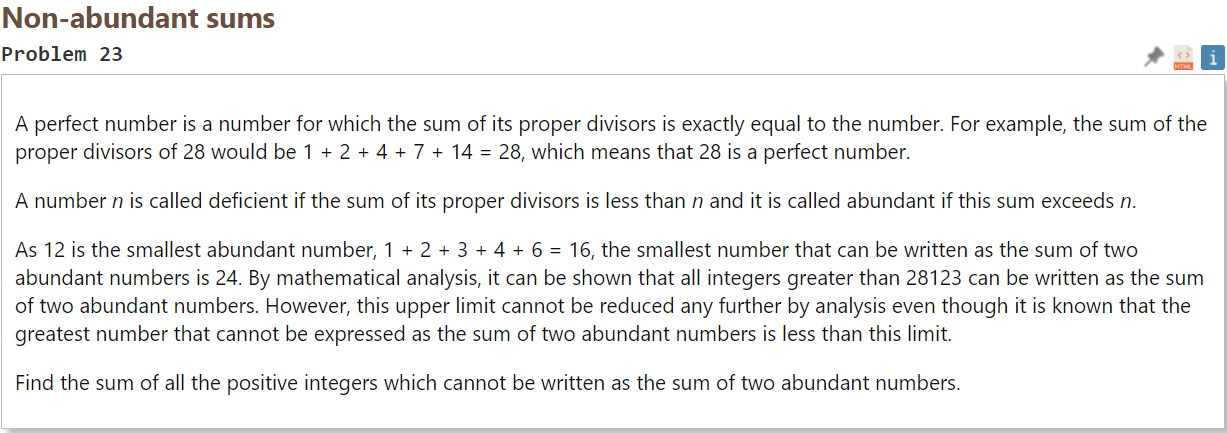 Non-abundant sums
Problem 23
HTML
i
A perfect number is a number for which the sum of its proper divisors is exactly equal to the number. For example, the sum of the
proper divisors of 28 would be 1 + 2 + 4 + 7 + 14 = 28, which means that 28 is a perfect number.
A number n is called deficient if the sum of its proper divisors is less than n and it is called abundant if this sum exceeds n.
As 12 is the smallest abundant number, 1 + 2 + 3 + 4 + 6 = 16, the smallest number that can be written as the sum of two
abundant numbers is 24. By mathematical analysis, it can be shown that all integers greater than 28123 can be written as the sum
of two abundant numbers. However, this upper limit cannot be reduced any further by analysis even though it is known that the
greatest number that cannot be expressed as the sum of two abundant numbers is less than this limit.
Find the sum of all the positive integers which cannot be written as the sum of two abundant numbers.